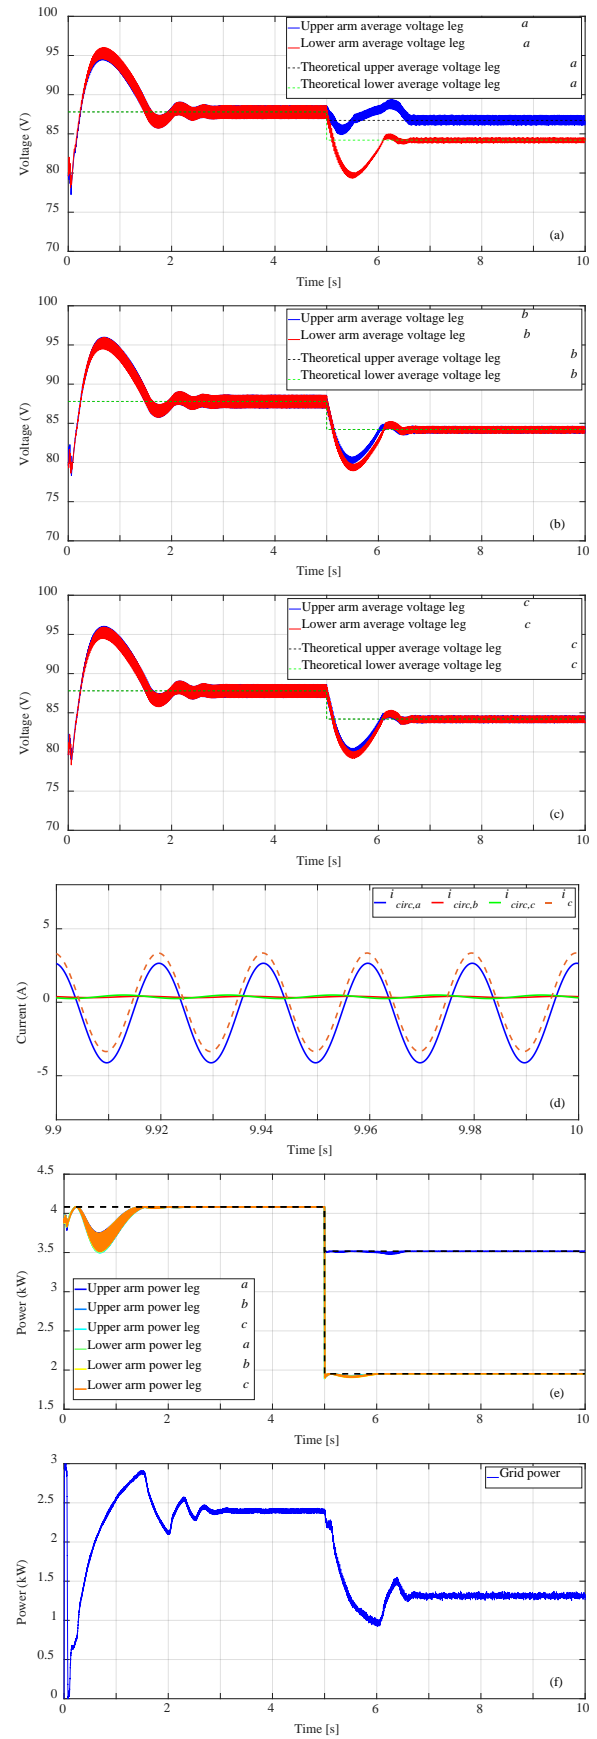 100
95
90
85
80
75
70
Voltage (V)
Upper arm average voltage leg a
Lower arm average voltage leg a
Theoretical upper average voltage leg a
Theoretical lower average voltage leg a
(a)
0 2 4 6 8 10
Time [s]
100
95
90
85
80
75
70
Voltage (V)
Upper arm average voltage leg b
Lower arm average voltage leg b
Theoretical upper average voltage leg b
Theoretical lower average voltage leg b
(b)
0 2 4 6 8 10
Time [s]
100
95
90
85
80
75
70
Voltage (V)
Upper arm average voltage leg c
Lower arm average voltage leg c
Theoretical upper average voltage leg c
Theoretical lower average voltage leg c
(c)
0 2 4 6 8 10
Time [s]
5
0
-5
Current (A)
i circ,a i circ,b i circ,c i c
(d)
9.9 9.92 9.94 9.96 9.98 10
Time [s]
4.5
4
3.5
3
2.5
2
1.5
Power (kW)
Upper arm power leg a
Upper arm power leg b
Upper arm power leg c
Lower arm power leg a
Lower arm power leg b
Lower arm power leg c
(e)
0 2 4 6 8 10
Time [s]
3
2.5
2
1.5
1
0.5
0
Power (kW)
Grid power
(f)
0 2 4 6 8 10
Time [s]